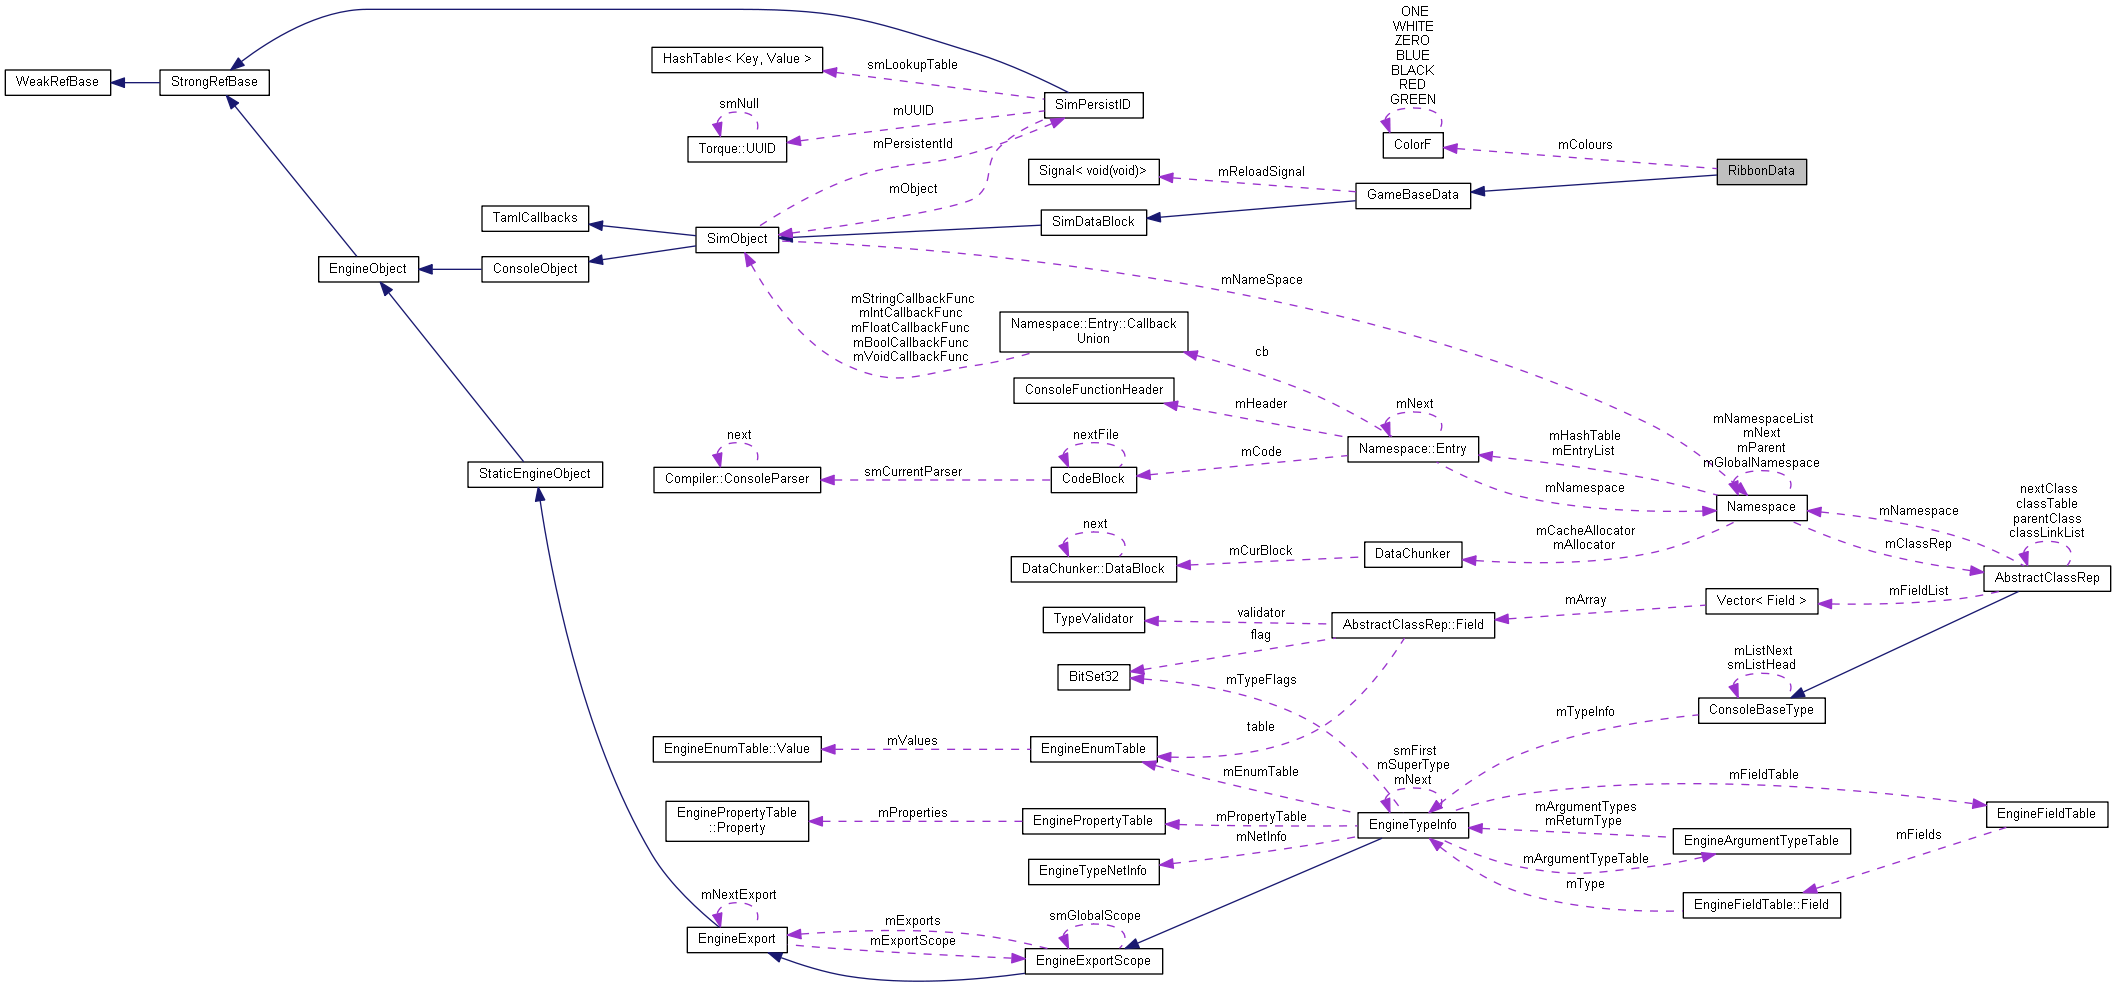 ONE
WHITE
ZERO
BLUE
BLACK
RED
GREEN
HashTable< Key, Value >
smLookupTable
WeakRefBase
StrongRefBase
SimPersistID
smNull
mUUID
Torque::UUID
mPersistentId
ColorF
mColours
RibbonData
Signal< void(void)>
mReloadSignal
GameBaseData
mObject
TamlCallbacks
SimObject
SimDataBlock
EngineObject
ConsoleObject
mNameSpace
mStringCallbackFunc
mIntCallbackFunc
mFloatCallbackFunc
mBoolCallbackFunc
mVoidCallbackFunc
Namespace::Entry::Callback
Union
cb
ConsoleFunctionHeader
mHeader
mNext
mNamespaceList
mNext
mParent
mGlobalNamespace
next
nextFile
mCode
Namespace::Entry
mHashTable
mEntryList
StaticEngineObject
Compiler::ConsoleParser
smCurrentParser
CodeBlock
mNamespace
Namespace
mNamespace
nextClass
classTable
parentClass
classLinkList
next
DataChunker::DataBlock
mCurBlock
DataChunker
mCacheAllocator
mAllocator
mClassRep
AbstractClassRep
mFieldList
Vector< Field >
mArray
TypeValidator
validator
AbstractClassRep::Field
flag
BitSet32
mTypeFlags
mListNext
smListHead
ConsoleBaseType
mTypeInfo
EngineEnumTable::Value
mValues
EngineEnumTable
table
mEnumTable
smFirst
mSuperType
mNext
mFieldTable
EnginePropertyTable
::Property
mProperties
EnginePropertyTable
mPropertyTable
mNetInfo
EngineTypeInfo
mArgumentTypes
mReturnType
EngineFieldTable
EngineTypeNetInfo
EngineArgumentTypeTable
mFields
mArgumentTypeTable
mType
EngineFieldTable::Field
mNextExport
EngineExport
mExports
mExportScope
smGlobalScope
EngineExportScope